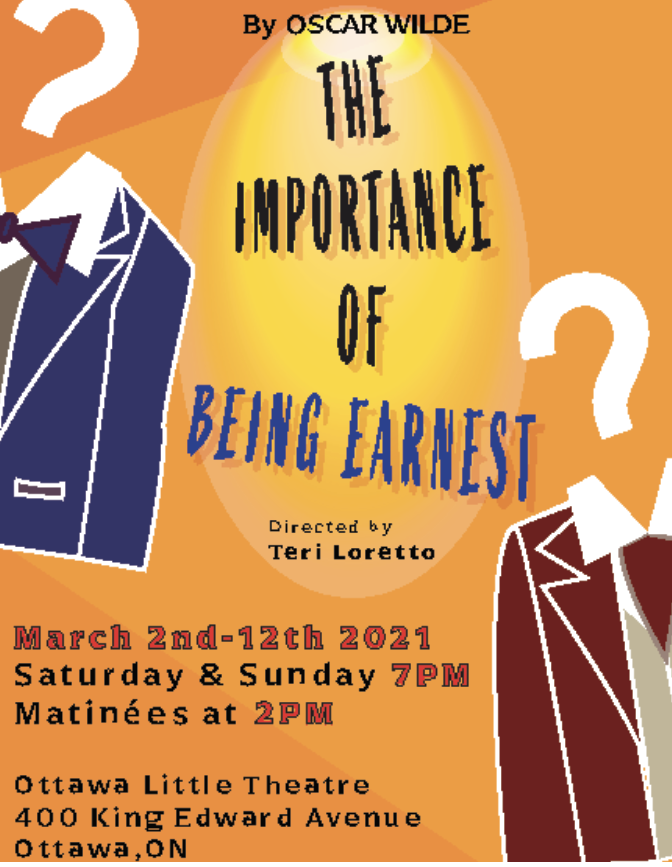 By OSCAR WILDE
THE
IMPORTANCE
OF
BEING EARNEST
Directed by
Teri Loretto
March 2nd-12th 2021
Saturday & Sunday 7PM
Matinées at 2PM
Ottawa Little Theatre
400 King Edward Avenue
Ottawa,ON